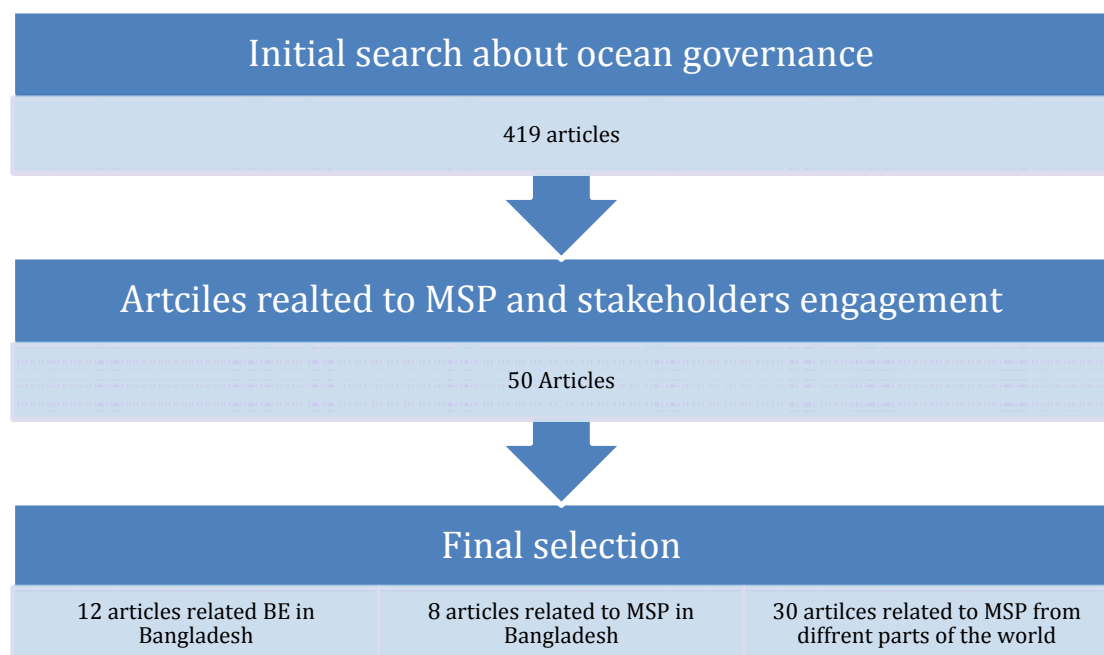 Initial search about ocean governance
419 articles
Artciles realted to MSP and stakeholders engagement
50 Articles
Final selection
12 articles related BE in
Bangladesh
8 articles related to MSP in
Bangladesh
30 artilces related to MSP from
diffrent parts of the world